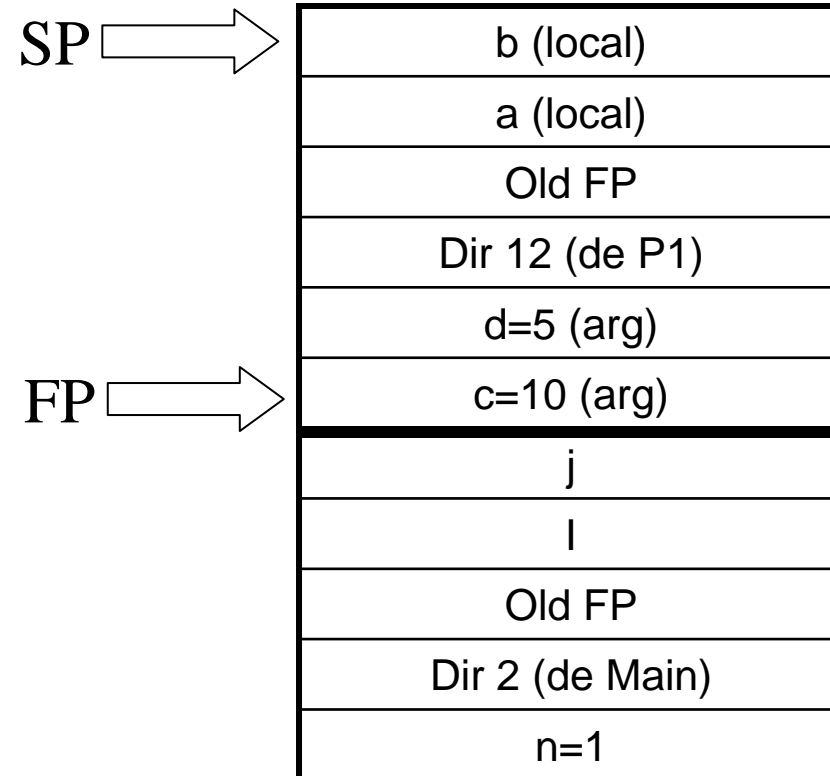 SP
b (local)
a (local)
Old FP
Dir 12 (de P1)
d=5 (arg)
FP
c=10 (arg)
j
I
Old FP
Dir 2 (de Main)
n=1